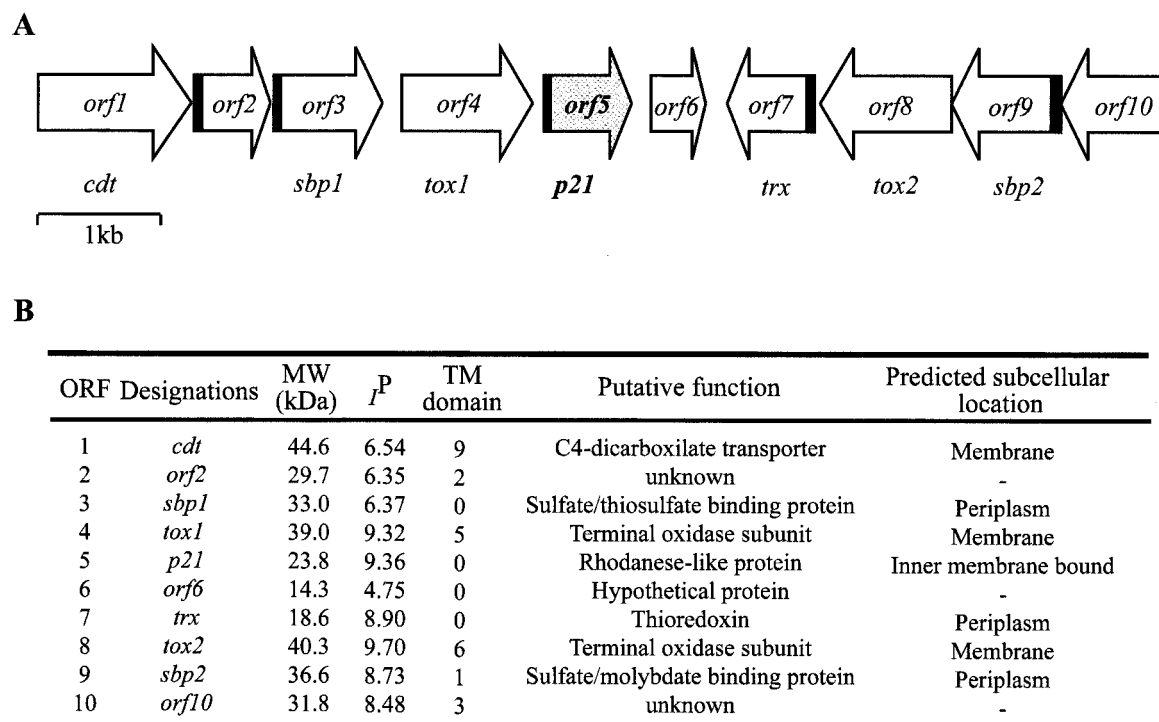 A
orf1 orf2 orf3 orf4 orf5 orf6 orf7 orf8 orf9 orf10
cdt sbp1 tox1 p21 trx tox2 sbp2
1kb
B
ORF Designations MW (kDa) IP TM domain Putative function Predicted subcellular location
1 cdt 44.6 6.54 9 C4-dicarboxilate transporter Membrane
2 orf2 29.7 6.35 2 unknown -
3 sbp1 33.0 6.37 0 Sulfate/thiosulfate binding protein Periplasm
4 tox1 39.0 9.32 5 Terminal oxidase subunit Membrane
5 p21 23.8 9.36 0 Rhodanese-like protein Inner membrane bound
6 orf6 14.3 4.75 0 Hypothetical protein -
7 trx 18.6 8.90 0 Thioredoxin Periplasm
8 tox2 40.3 9.70 6 Terminal oxidase subunit Membrane
9 sbp2 36.6 8.73 1 Sulfate/molybdate binding protein Periplasm
10 orf10 31.8 8.48 3 unknown -